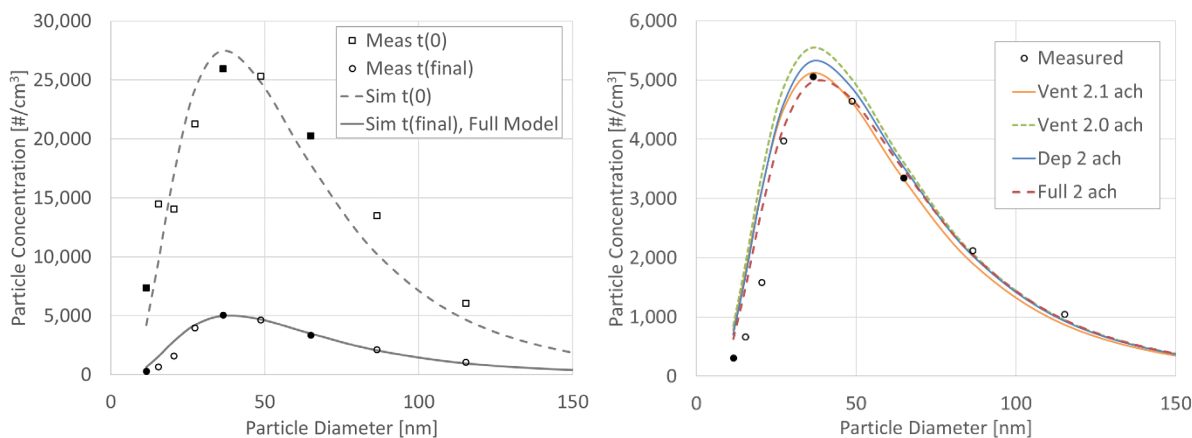 30,000
25,000
20,000
15,000
10,000
5,000
0
Particle Concentration [#/cm³]
0
50
100
150
Particle Diameter [nm]
Meas t(0)
Meas t(final)
Sim t(0)
Sim t(final), Full Model
6,000
5,000
4,000
3,000
2,000
1,000
0
Particle Concentration [#/cm³]
0
50
100
150
Particle Diameter [nm]
Measured
Vent 2.1 ach
Vent 2.0 ach
Dep 2 ach
Full 2 ach